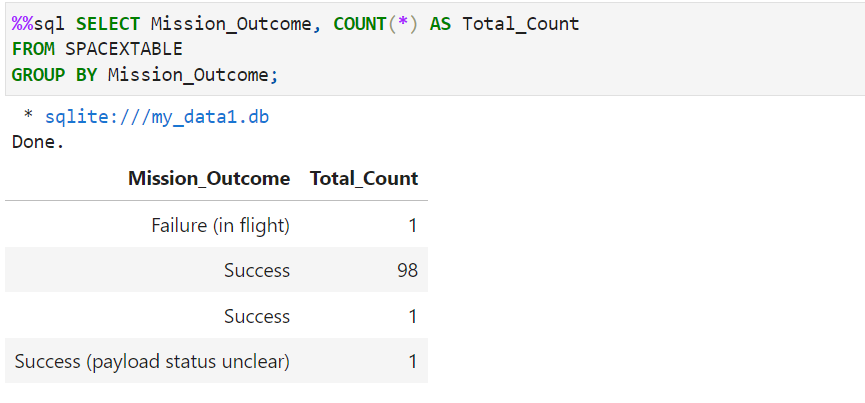 %%sql SELECT Mission_Outcome, COUNT(*) AS Total_Count
FROM SPACEXTABLE
GROUP BY Mission_Outcome;
* sqlite:///my_data1.db
Done.
Mission_Outcome Total_Count
Failure (in flight) 1
Success 98
Success 1
Success (payload status unclear) 1